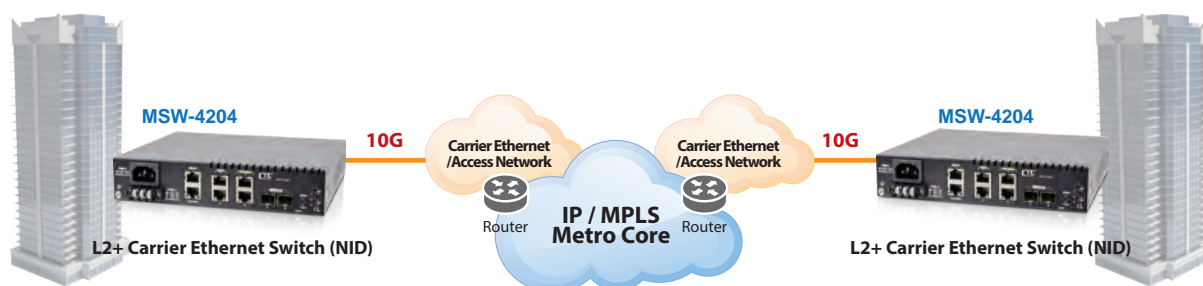 MSW-4204
10G
Carrier Ethernet
/Access Network
Router
L2+ Carrier Ethernet Switch (NID)
IP / MPLS
Metro Core
Carrier Ethernet
/Access Network
Router
10G
MSW-4204
L2+ Carrier Ethernet Switch (NID)